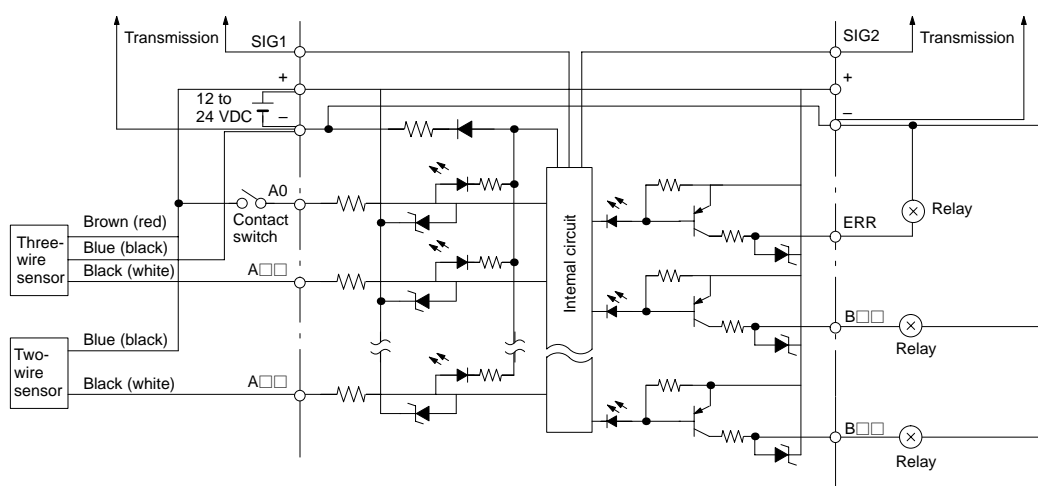 Transmission
SIG1
SIG2
Transmission
+
+
12 to
24 VDC
–
–
A0
Contact
switch
Brown (red)
Three-
wire
sensor
Blue (black)
Black (white)
A□□
Internal circuit
Relay
ERR
B□□
Relay
Blue (black)
Two-
wire
sensor
Black (white)
A□□
B□□
Relay